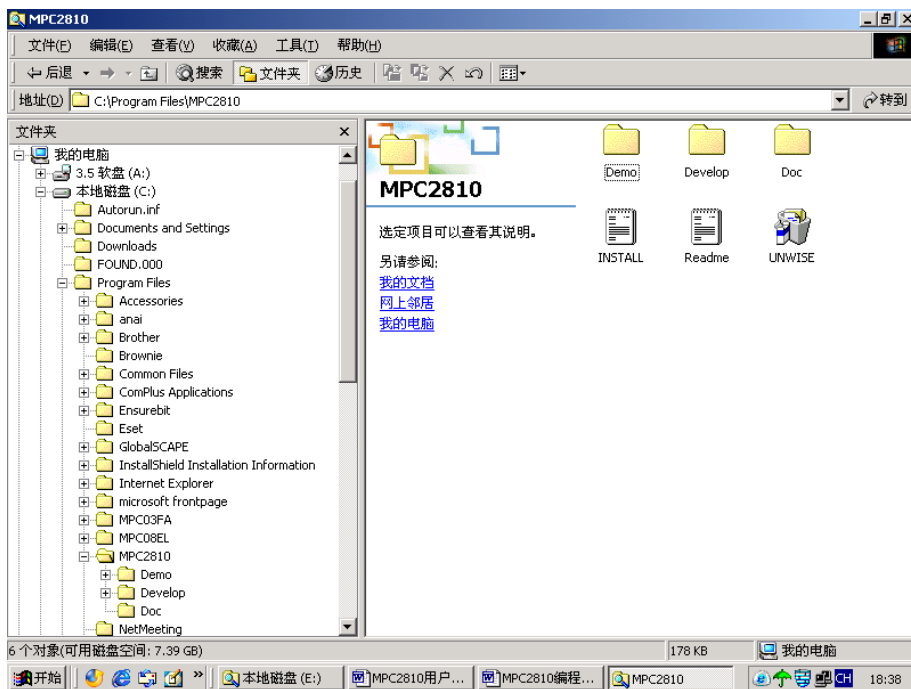 MPC2810
文件(F) 编辑(E) 查看(V) 收藏(A) 工具(T) 帮助(H)
后退 搜索 文件夹 历史
地址(D) C:\Program Files\MPC2810 转到
文件夹
我的电脑
3.5 软盘 (A:)
本地磁盘 (C:)
Autorun.inf
Documents and Settings
Downloads
FOUND.000
Program Files
Accessories
anai
Brother
Brownie
Common Files
ComPlus Applications
Ensurebit
Eset
GlobalSCAPE
InstallShield Installation Information
Internet Explorer
microsoft frontpage
MPC03FA
MPC08EL
MPC2810
Demo
Develop
Doc
NetMeeting
MPC2810
选定项目可以查看其说明。
另请参阅:
我的文档
网上邻居
我的电脑
Demo Develop Doc
INSTALL Readme UNWISE
6 个对象(可用磁盘空间: 7.39 GB) 178 KB 我的电脑
开始 » 本地磁盘 (E:) MPC2810用户... MPC2810编程... MPC2810 CH 18:38